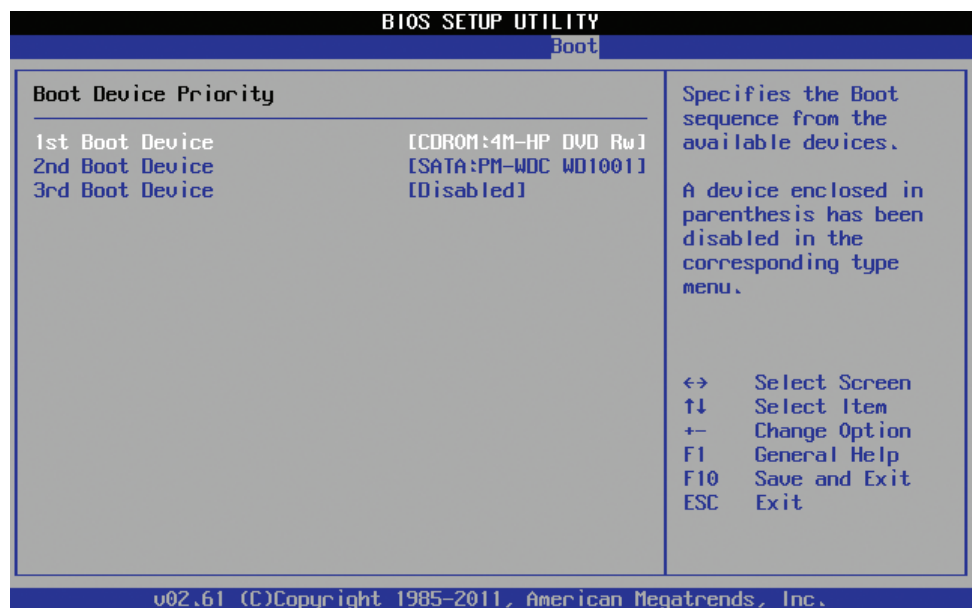 BIOS SETUP UTILITY
Boot
Boot Device Priority
1st Boot Device [CDROM:4M-HP DVD Rw]
2nd Boot Device [SATA:PM-WDC WD1001]
3rd Boot Device [Disabled]
Specifies the Boot
sequence from the
available devices.
A device enclosed in
parenthesis has been
disabled in the
corresponding type
menu.
←→ Select Screen
↑↓ Select Item
+- Change Option
F1 General Help
F10 Save and Exit
ESC Exit
v02.61 (C)Copyright 1985-2011, American Megatrends, Inc.